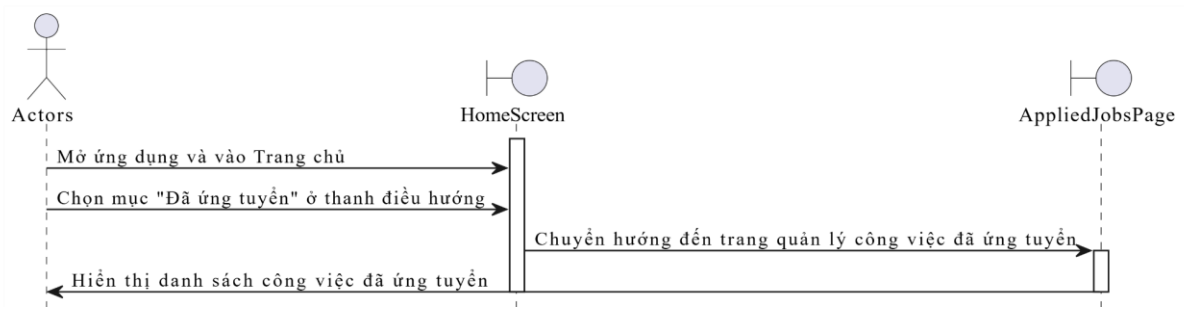 Actors
HomeScreen
AppliedJobsPage
Mở ứng dụng và vào Trang chủ
Chọn mục "Đã ứng tuyển" ở thanh điều hướng
Chuyển hướng đến trang quản lý công việc đã ứng tuyển
Hiển thị danh sách công việc đã ứng tuyển